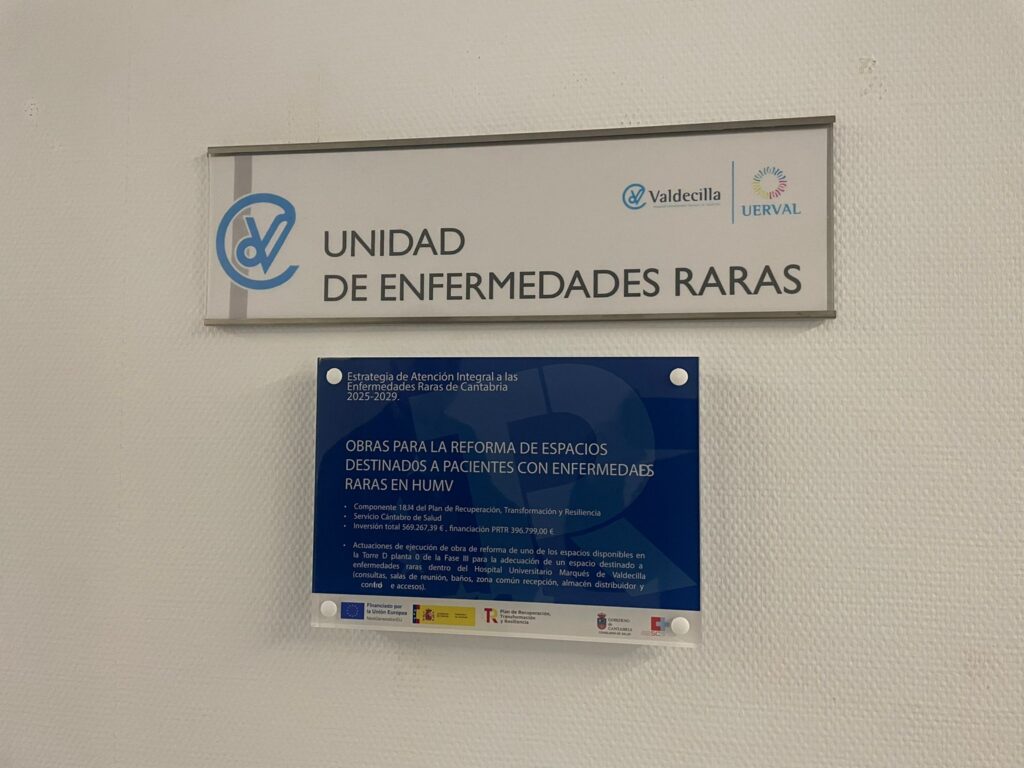 Valdecilla
UERVAL
UNIDAD
DE ENFERMEDADES RARAS
Estrategia de Atención Integral a las
Enfermedades Raras de Cantabria
2025-2029.
OBRAS PARA LA REFORMA DE ESPACIOS
DESTINADOS A PACIENTES CON ENFERMEDAES
RARAS EN HUMV
• Componente 18.I4 del Plan de Recuperación, Transformación y Resiliencia
• Servicio Cántabro de Salud
• Inversión total 569.267,39 € , financiación PRTR 396.799,00 €
• Actuaciones de ejecución de obra de reforma de uno de los espacios disponibles en
la Torre D planta 0 de la Fase III para la adecuación de un espacio destinado a
enfermedades raras dentro del Hospital Universitario Marqués de Valdecilla
(consultas, salas de reunión, baños, zona común recepción, almacén distribuidor y
control e accesos).
Financiado por
la Unión Europea
NextGenerationEU
Plan de Recuperación,
Transformación
y Resiliencia
GOBIERNO
de
CANTABRIA
CONSEJERÍA DE SALUD